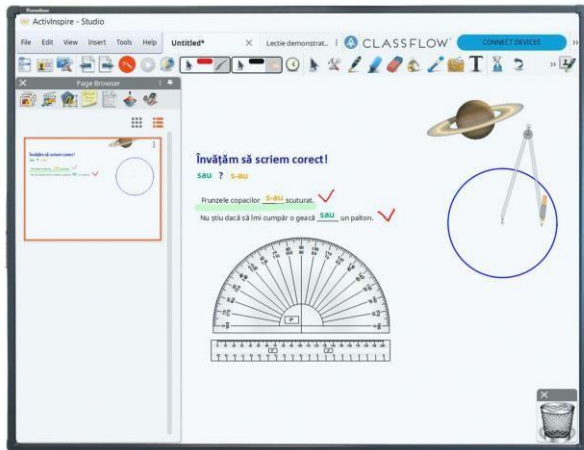 ActivInspire - Studio
File Edit View Insert Tools Help Untitled* Lectie demonstrat.. CLASSFLOW CONNECT DEVICES
Page Browser
Învățăm să scriem corect!
sau ? s-au
Frunzele copacilor s-au scuturat.
Nu știu dacă să îmi cumpăr o geacă sau un palton.